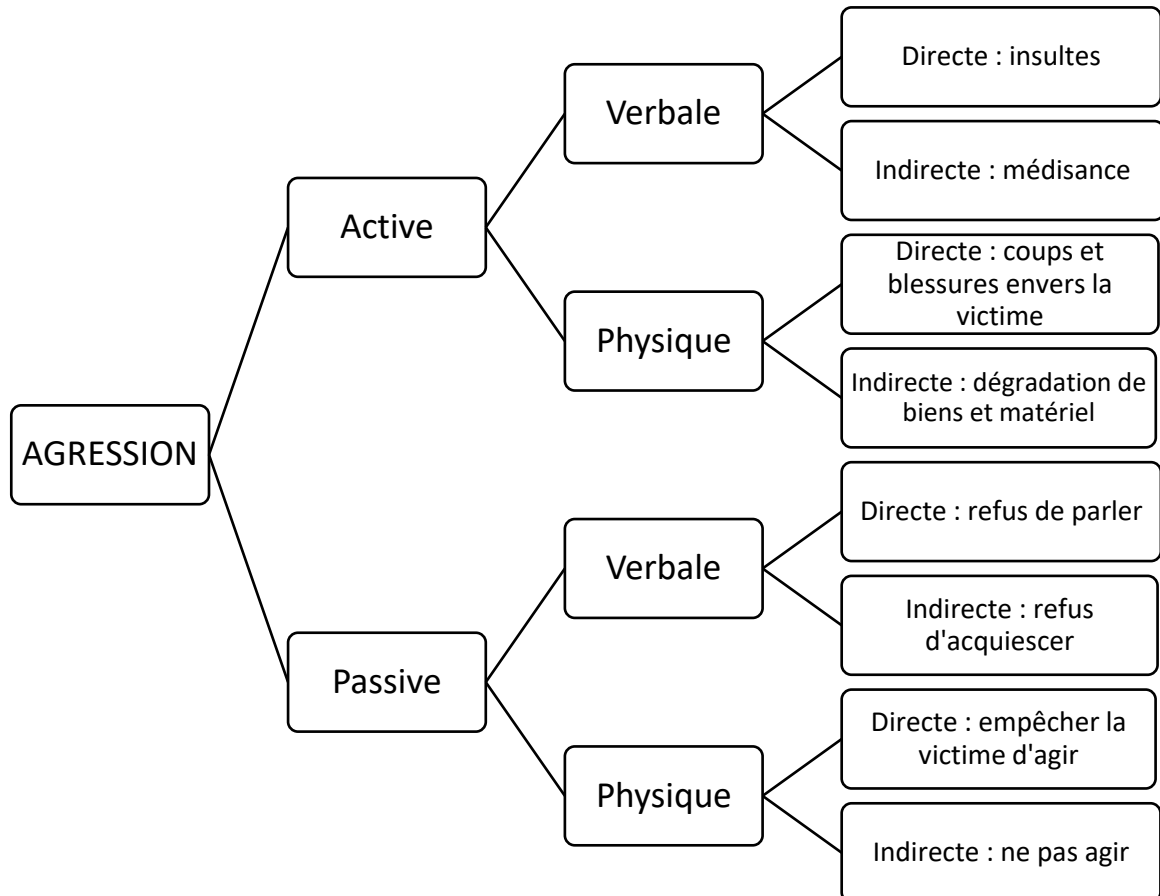 Directe : insultes
Verbale
Indirecte : médisance
Active
Directe : coups et
blessures envers la
victime
Physique
Indirecte : dégradation de
biens et matériel
AGRESSION
Directe : refus de parler
Verbale
Indirecte : refus
d'acquiescer
Passive
Directe : empêcher la
victime d'agir
Physique
Indirecte : ne pas agir